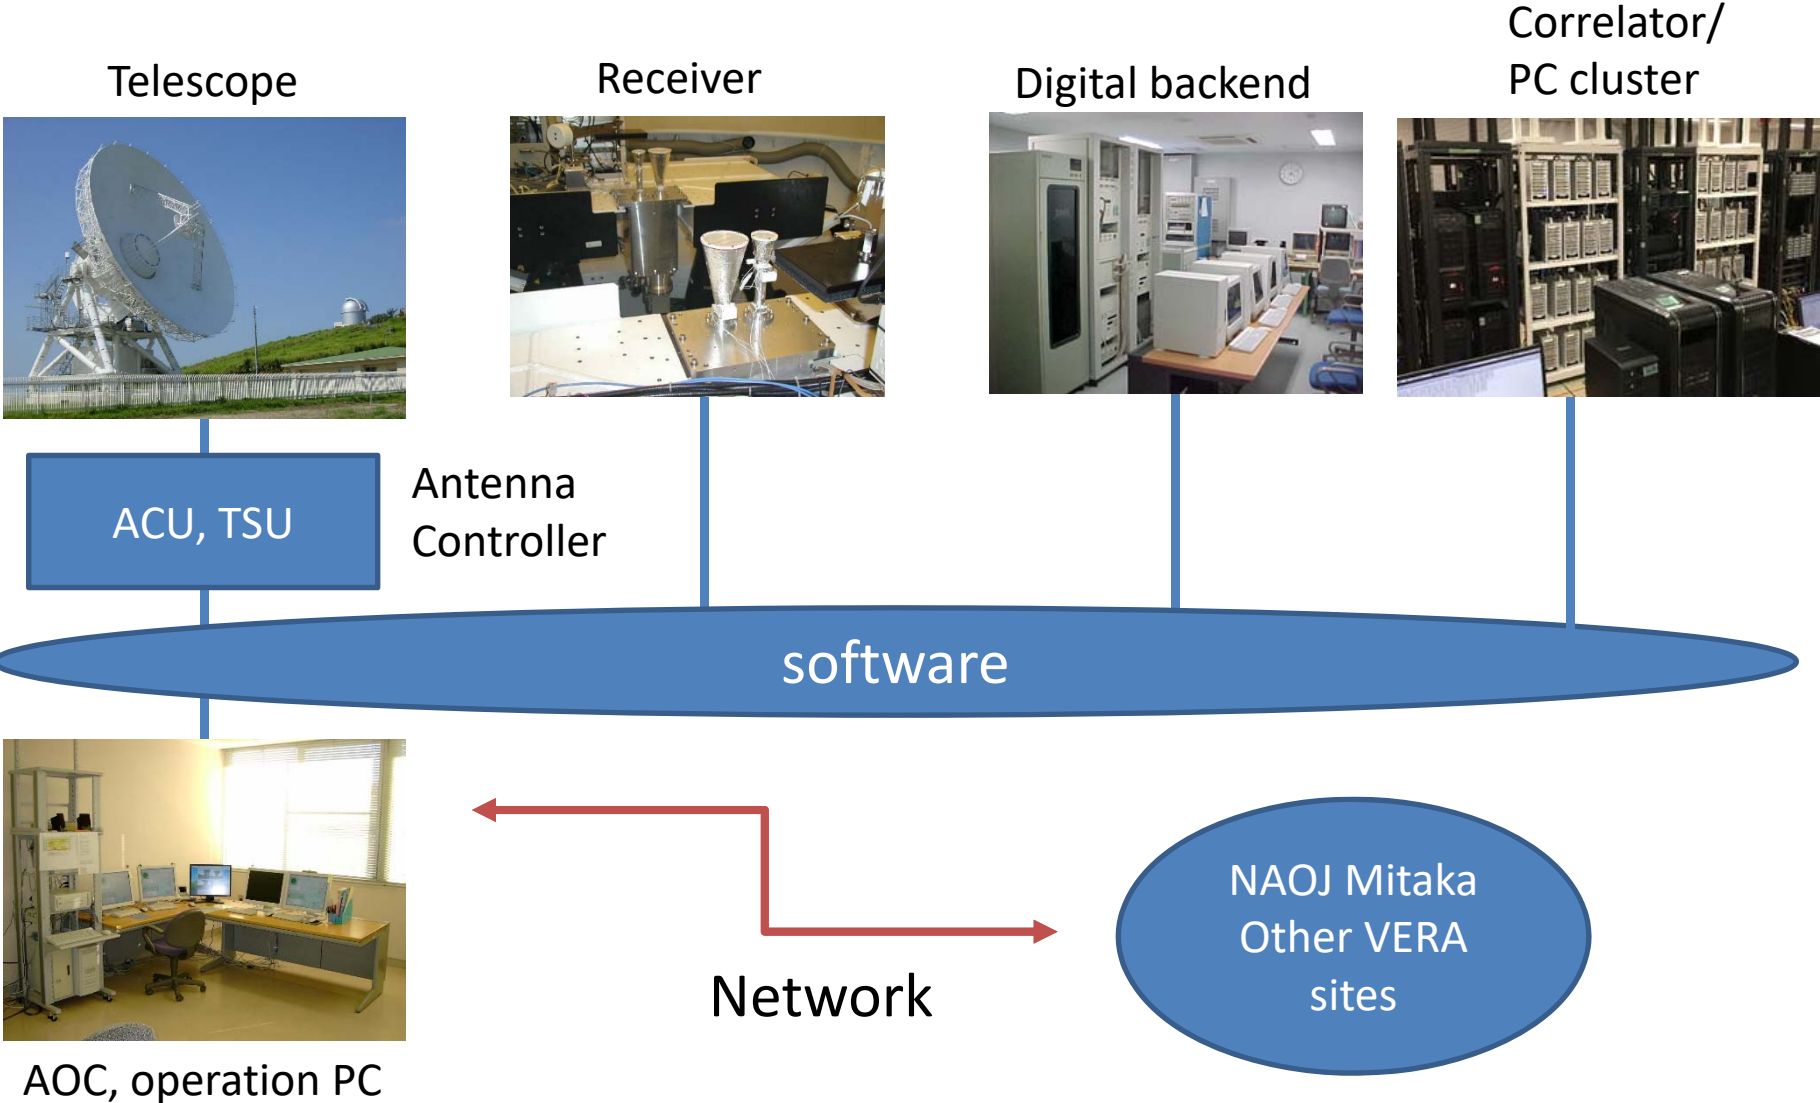 Telescope
Receiver
Digital backend
Correlator/
PC cluster
ACU, TSU
Antenna
Controller
software
NAOJ Mitaka
Other VERA
sites
Network
AOC, operation PC